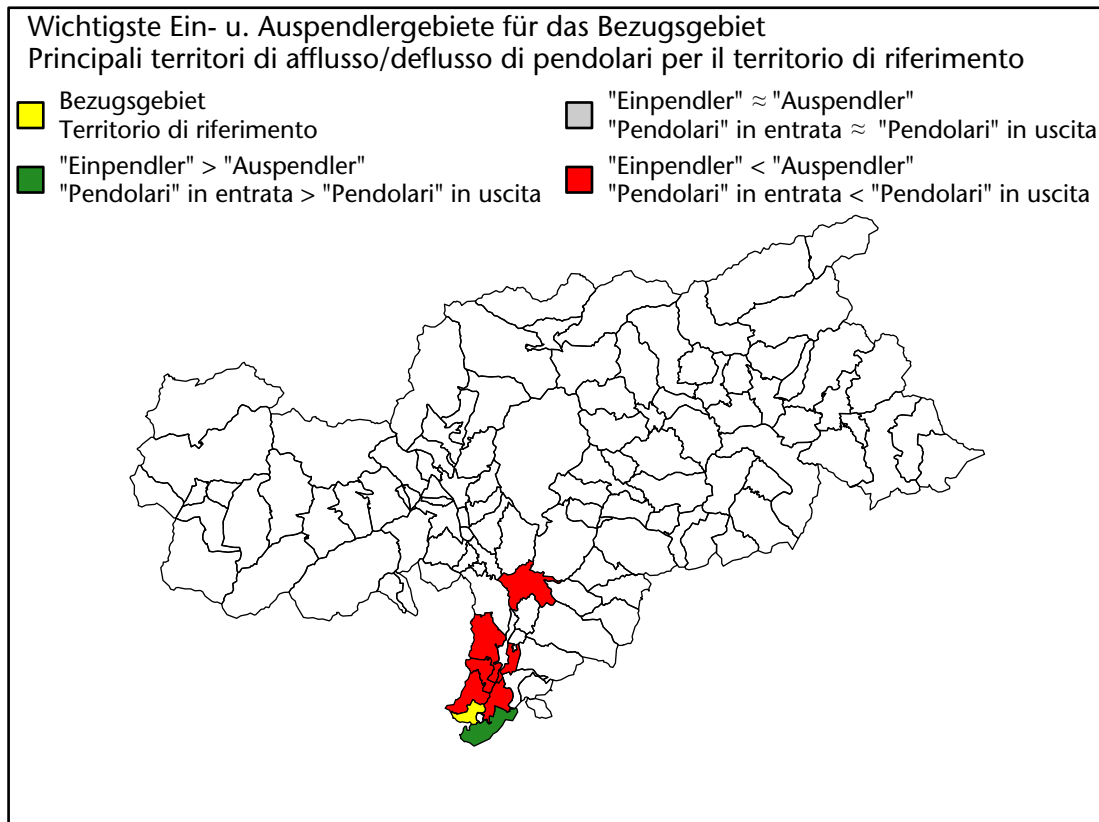 Wichtigste Ein- u. Auspendlergebiete für das Bezugsgebiet
Principali territori di afflusso/deflusso di pendolari per il territorio di riferimento
Bezugsgebiet
Territorio di riferimento
"Einpendler" > "Auspendler"
"Pendolari" in entrata > "Pendolari" in uscita
"Einpendler" ≈ "Auspendler"
"Pendolari" in entrata ≈ "Pendolari" in uscita
"Einpendler" < "Auspendler"
"Pendolari" in entrata < "Pendolari" in uscita